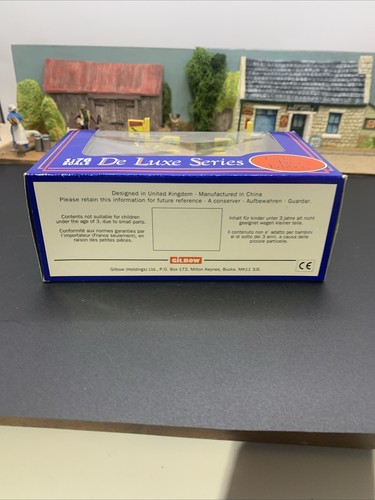 1:76 De Luxe Series
Designed in United Kingdom · Manufactured in China
Please retain this information for future reference · A conserver · Aufbewahren · Guardar.
Contents not suitable for children
under the age of 3, due to small parts.
Conformité aux normes garanties par
l'importateur (France seulement), en
raison des petites pièces.
Inhalt für kinder unter 3 jahre alt nicht
geeignet wegen kleiner teile.
Il contenuto non e' adatto per bambini
al di sotto dei 3 anni, a causa delle
piccole particelle.
GILBOW
Gilbow (Holdings) Ltd., P.O. Box 173, Milton Keynes, Bucks. MK11 3JE.
CE